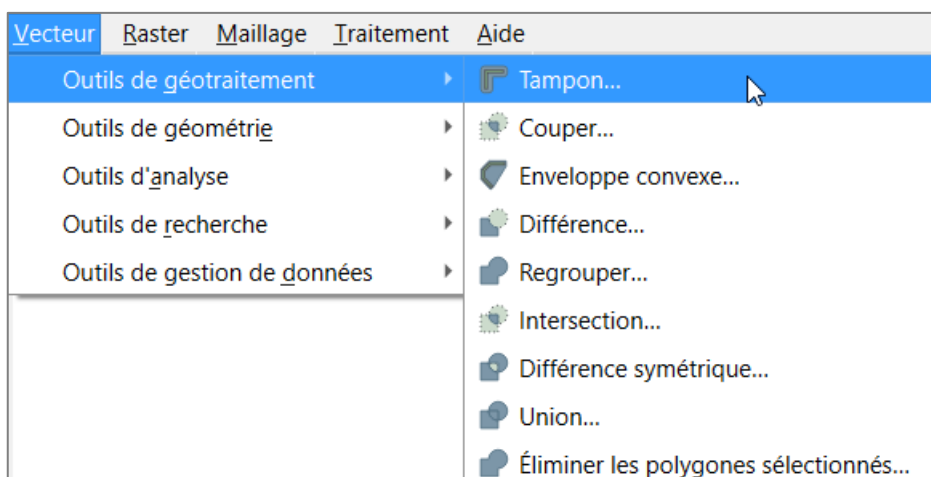 Vecteur Raster Maillage Traitement Aide
Outils de géotraitement
Outils de géométrie
Outils d'analyse
Outils de recherche
Outils de gestion de données
Tampon...
Couper...
Enveloppe convexe...
Différence...
Regrouper...
Intersection...
Différence symétrique...
Union...
Éliminer les polygones sélectionnés...